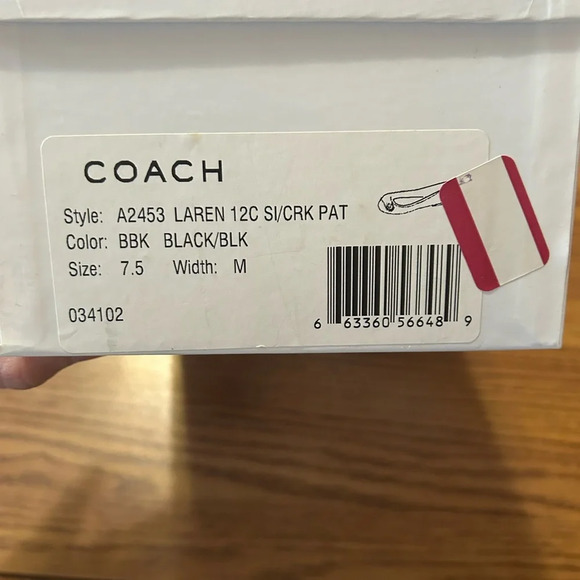 COACH
Style: A2453 LAREN 12C SI/CRK PAT
Color: BBK BLACK/BLK
Size: 7.5 Width: M
034102
6 63360 56648 9